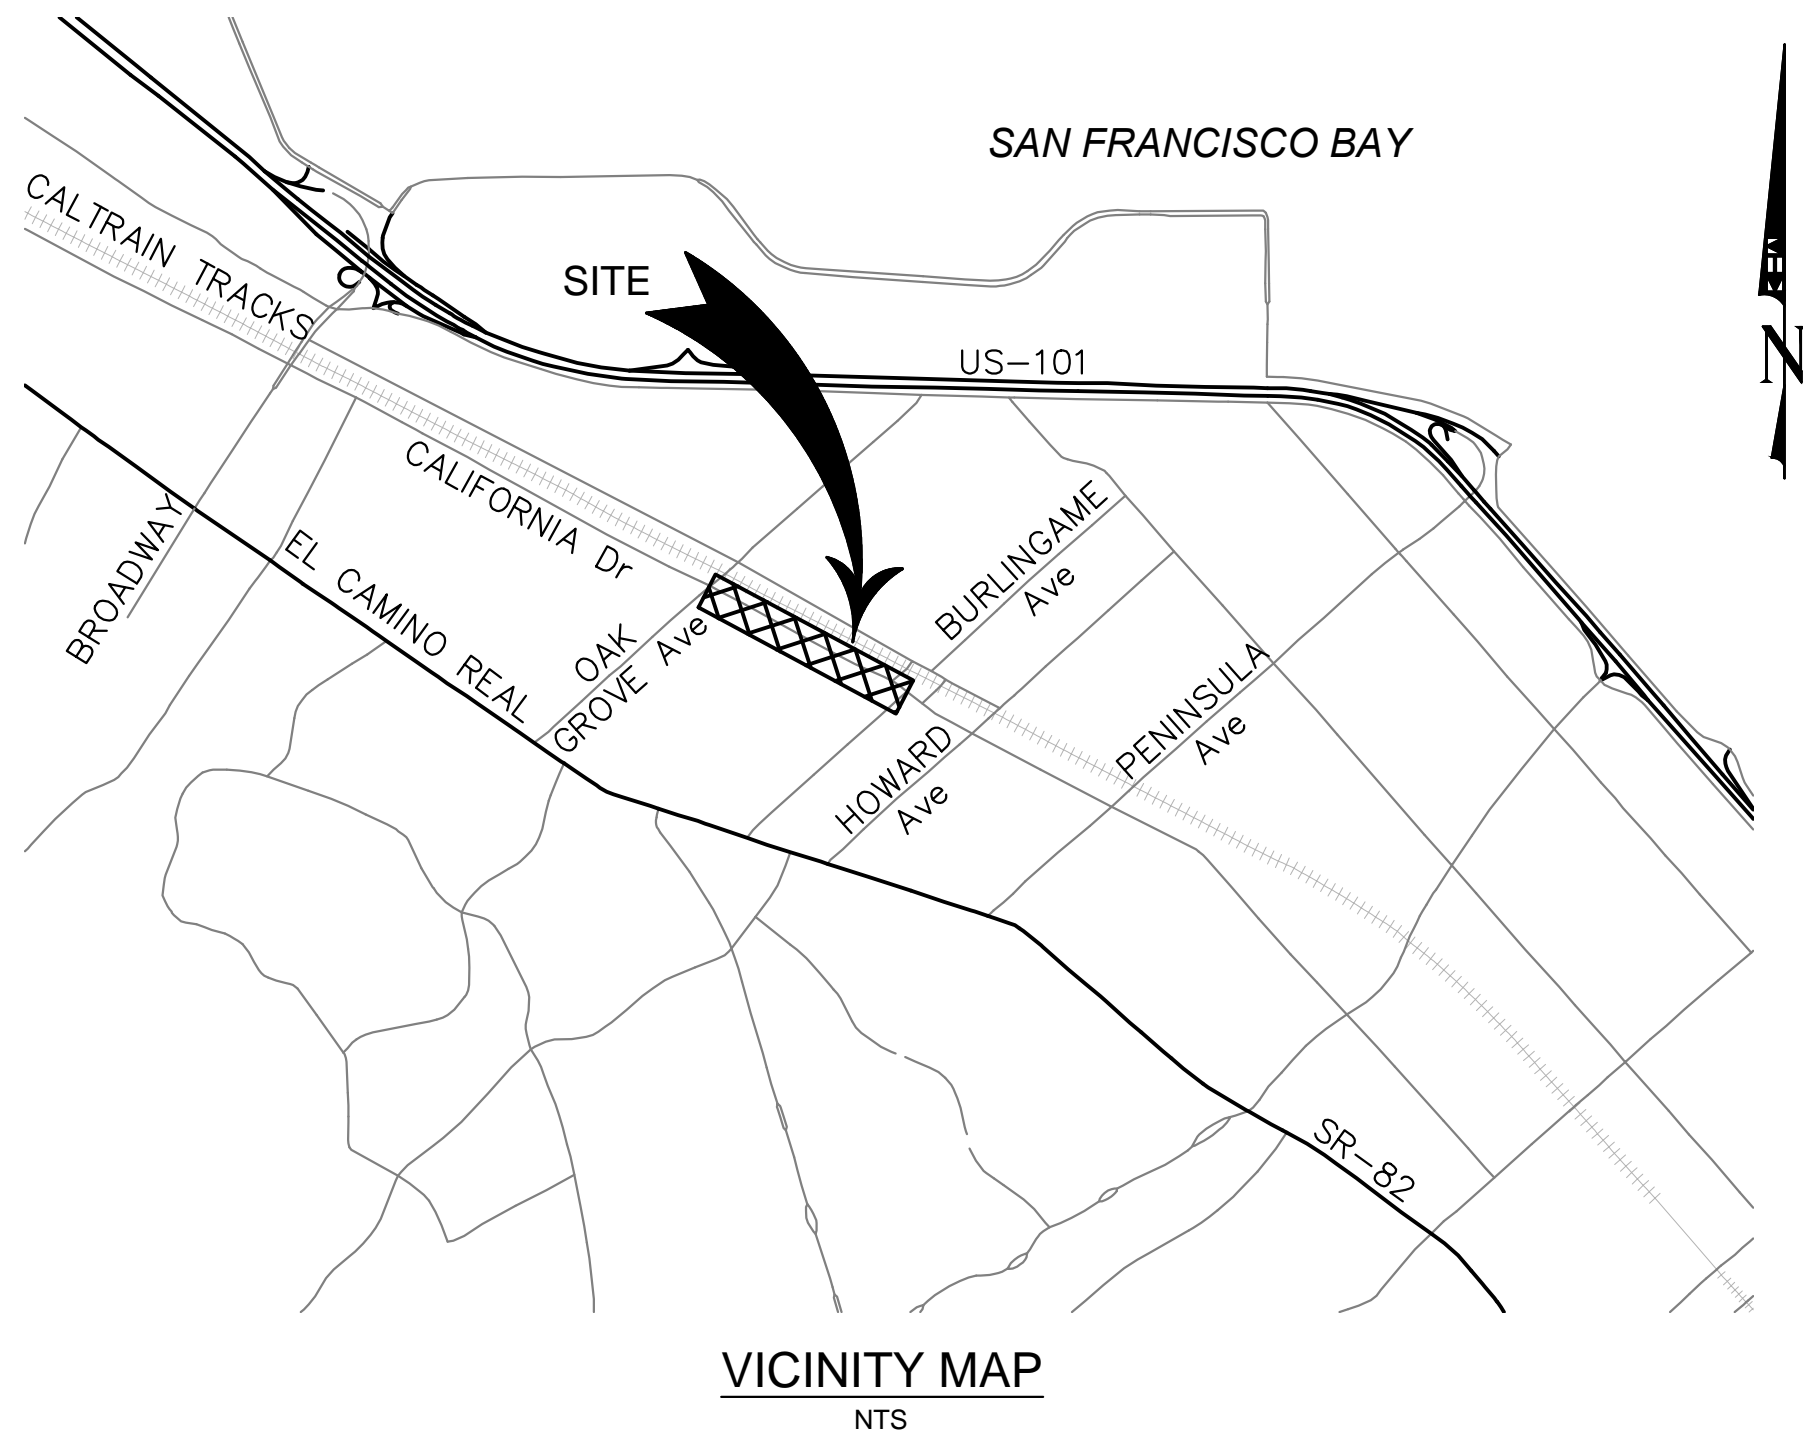 SAN FRANCISCO BAY
CALTRAIN TRACKS
SITE
US-101
N
CALIFORNIA Dr
BROADWAY
EL CAMINO REAL
OAK
GROVE Ave
BURLINGAME
Ave
HOWARD
Ave
PENINSULA
Ave
SR-82
VICINITY MAP
NTS